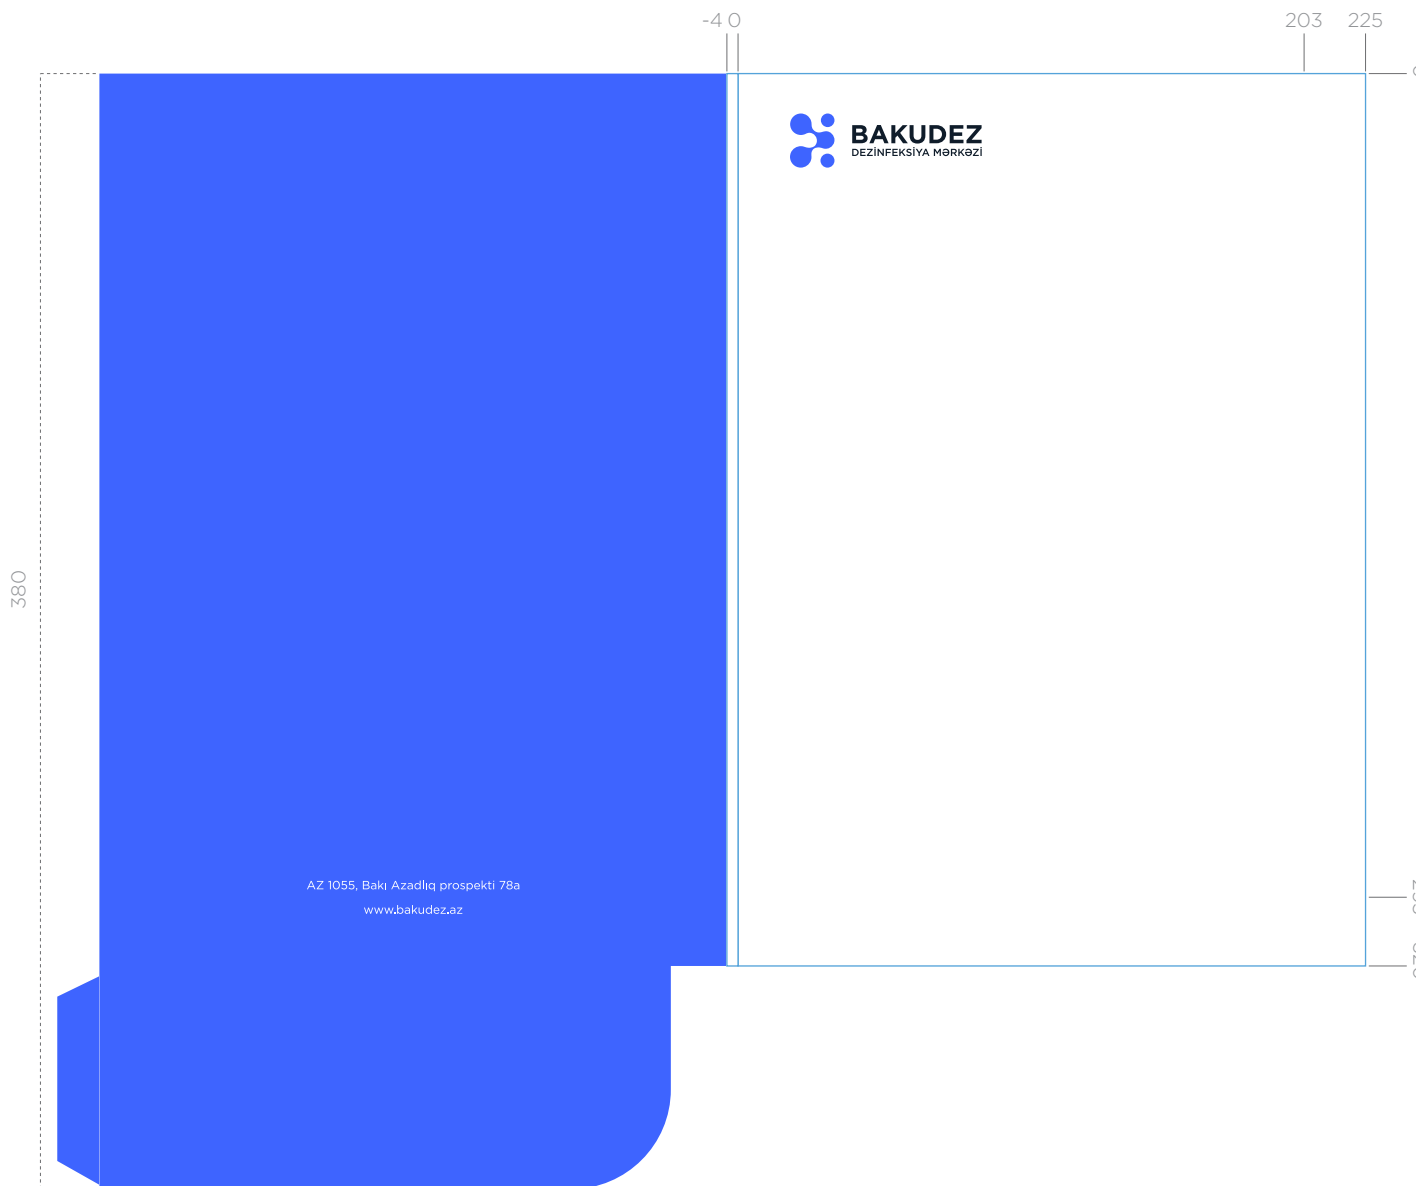 -4 0 203 225
BAKUDEZ
DEZİNFEKSİYA MƏRKƏZİ
380
AZ 1055, Bakı Azadlıq prospekti 78a
www.bakudez.az